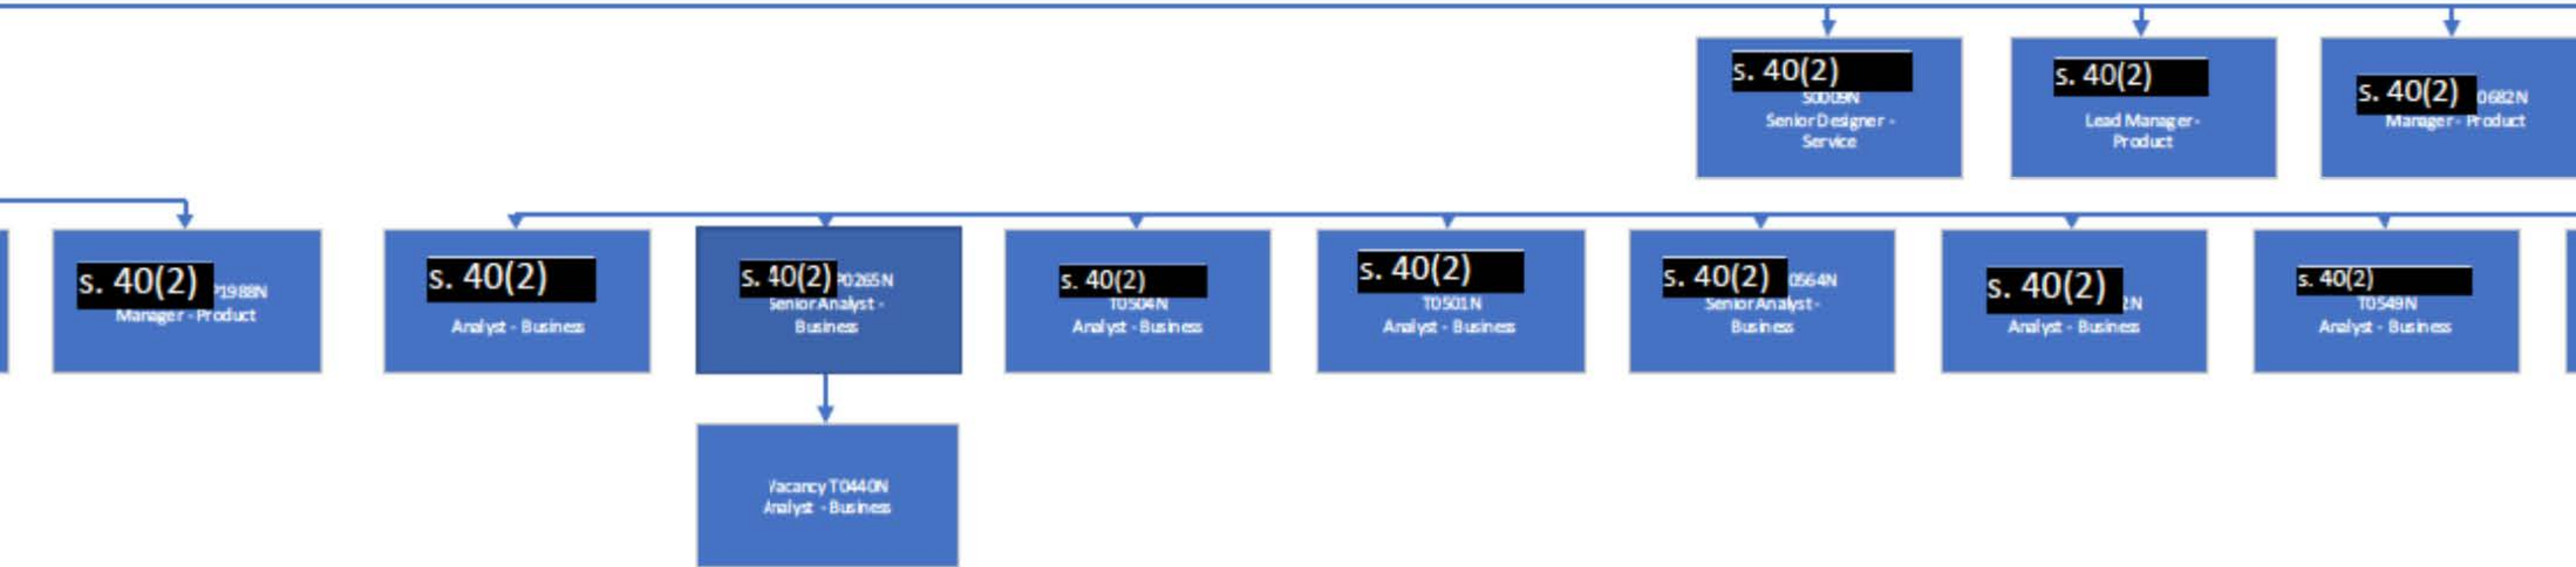 s. 40(2)
S0009N
Senior Designer -
Service
s. 40(2)
Lead Manager-
Product
s. 40(2) 0682N
Manager - Product
s. 40(2) P1988N
Manager - Product
s. 40(2)
Analyst - Business
s. 40(2) P0265N
Senior Analyst -
Business
s. 40(2)
T0504N
Analyst - Business
s. 40(2)
T0501N
Analyst - Business
s. 40(2) 0564N
Senior Analyst -
Business
s. 40(2) 2N
Analyst - Business
s. 40(2)
T0549N
Analyst - Business
Vacancy T0440N
Analyst - Business